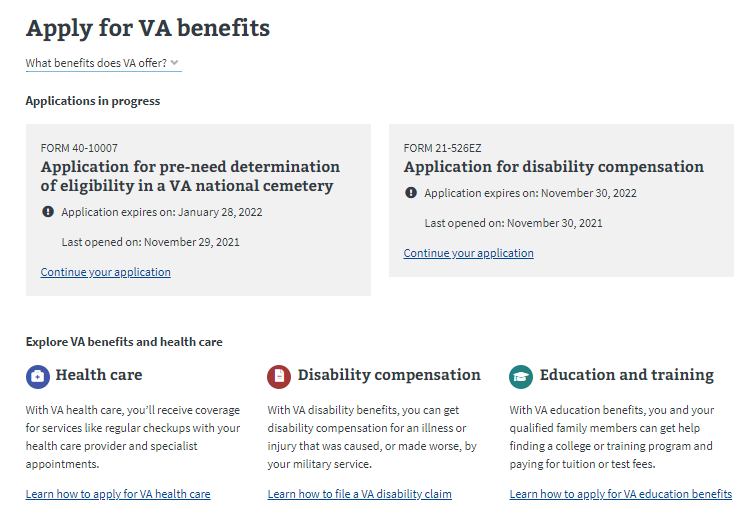 Apply for VA benefits
What benefits does VA offer?
Applications in progress
FORM 40-10007
Application for pre-need determination
of eligibility in a VA national cemetery
Application expires on: January 28, 2022
Last opened on: November 29, 2021
Continue your application
FORM 21-526EZ
Application for disability compensation
Application expires on: November 30, 2022
Last opened on: November 30, 2021
Continue your application
Explore VA benefits and health care
Health care
With VA health care, you’ll receive coverage
for services like regular checkups with your
health care provider and specialist
appointments.
Learn how to apply for VA health care
Disability compensation
With VA disability benefits, you can get
disability compensation for an illness or
injury that was caused, or made worse, by
your military service.
Learn how to file a VA disability claim
Education and training
With VA education benefits, you and your
qualified family members can get help
finding a college or training program and
paying for tuition or test fees.
Learn how to apply for VA education benefits